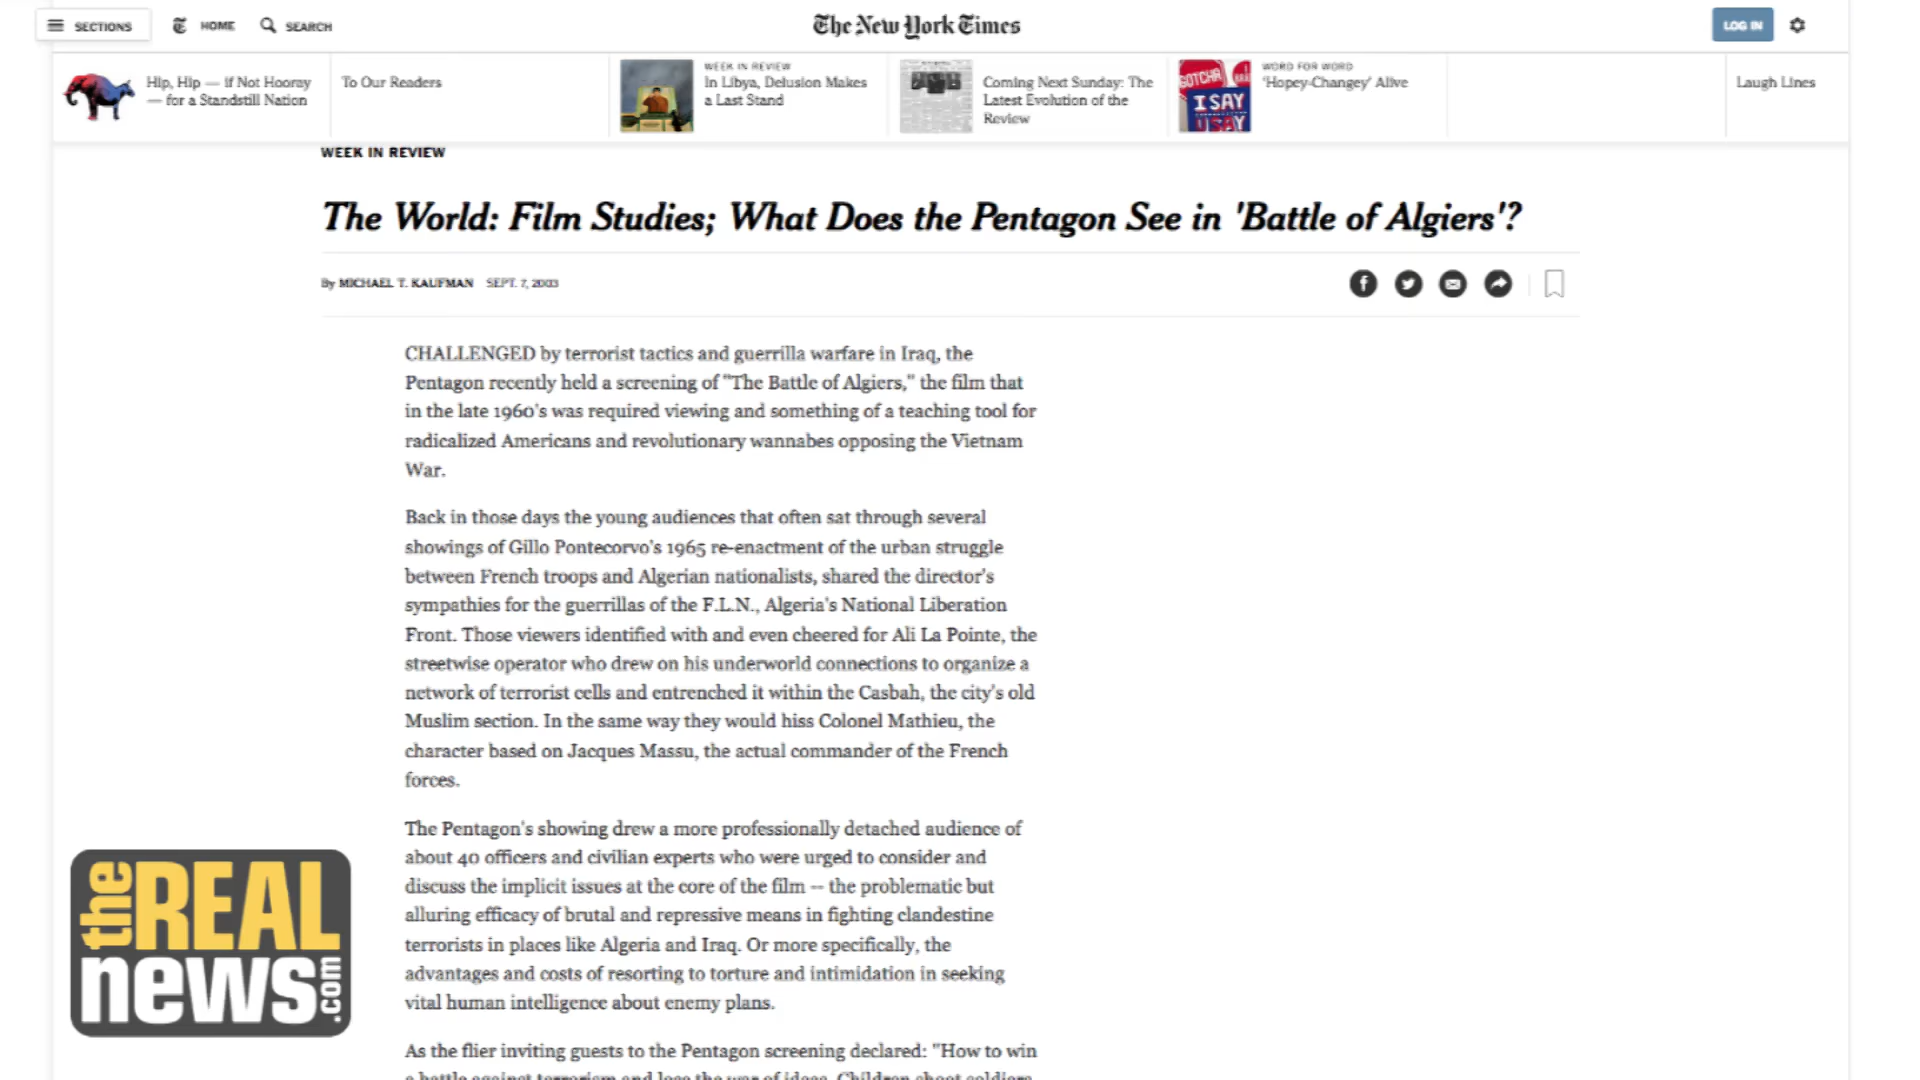 SECTIONS
HOME
SEARCH
The New York Times
LOG IN
Hip, Hip — if Not Hooray
— for a Standstill Nation
To Our Readers
WEEK IN REVIEW
In Libya, Delusion Makes
a Last Stand
Coming Next Sunday: The
Latest Evolution of the
Review
GOTCHA
I SAY
WORD FOR WORD
'Hopey-Changey' Alive
Laugh Lines
WEEK IN REVIEW
The World: Film Studies; What Does the Pentagon See in 'Battle of Algiers'?
By MICHAEL T. KAUFMAN SEPT. 7, 2003
CHALLENGED by terrorist tactics and guerrilla warfare in Iraq, the
Pentagon recently held a screening of "The Battle of Algiers," the film that
in the late 1960's was required viewing and something of a teaching tool for
radicalized Americans and revolutionary wannabes opposing the Vietnam
War.
Back in those days the young audiences that often sat through several
showings of Gillo Pontecorvo's 1965 re-enactment of the urban struggle
between French troops and Algerian nationalists, shared the director's
sympathies for the guerrillas of the F.L.N., Algeria's National Liberation
Front. Those viewers identified with and even cheered for Ali La Pointe, the
streetwise operator who drew on his underworld connections to organize a
network of terrorist cells and entrenched it within the Casbah, the city's old
Muslim section. In the same way they would hiss Colonel Mathieu, the
character based on Jacques Massu, the actual commander of the French
forces.
The Pentagon's showing drew a more professionally detached audience of
about 40 officers and civilian experts who were urged to consider and
discuss the implicit issues at the core of the film -- the problematic but
alluring efficacy of brutal and repressive means in fighting clandestine
terrorists in places like Algeria and Iraq. Or more specifically, the
advantages and costs of resorting to torture and intimidation in seeking
vital human intelligence about enemy plans.
As the flier inviting guests to the Pentagon screening declared: "How to win
a battle against terrorism and lose the war of ideas. Children shoot soldiers
the REAL
news.com